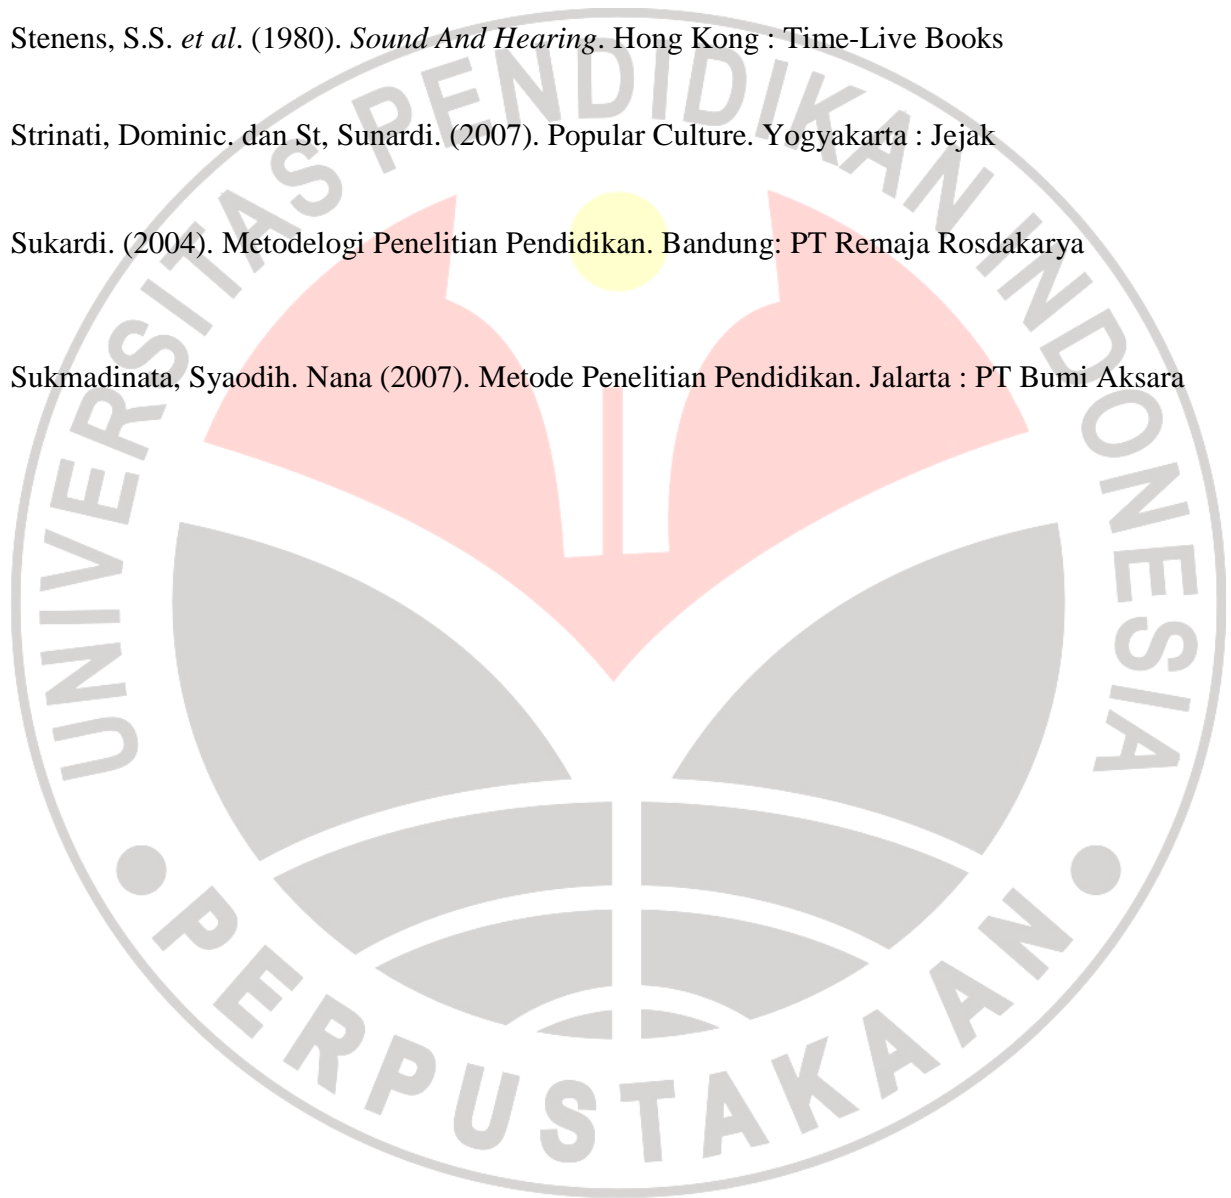 Stenens, S.S. et al. (1980). Sound And Hearing. Hong Kong : Time-Live Books
Strinati, Dominic. dan St, Sunardi. (2007). Popular Culture. Yogyakarta : Jejak
Sukardi. (2004). Metodelogi Penelitian Pendidikan. Bandung: PT Remaja Rosdakarya
Sukmadinata, Syaodih. Nana (2007). Metode Penelitian Pendidikan. Jalarta : PT Bumi Aksara
UNIVERSITAS PENDIDIKAN INDONESIA
PERPUSTAKAAN